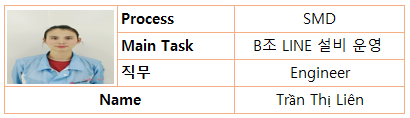 Process SMD
Main Task B조 LINE 설비 운영
직무 Engineer
Name Trần Thị Liên